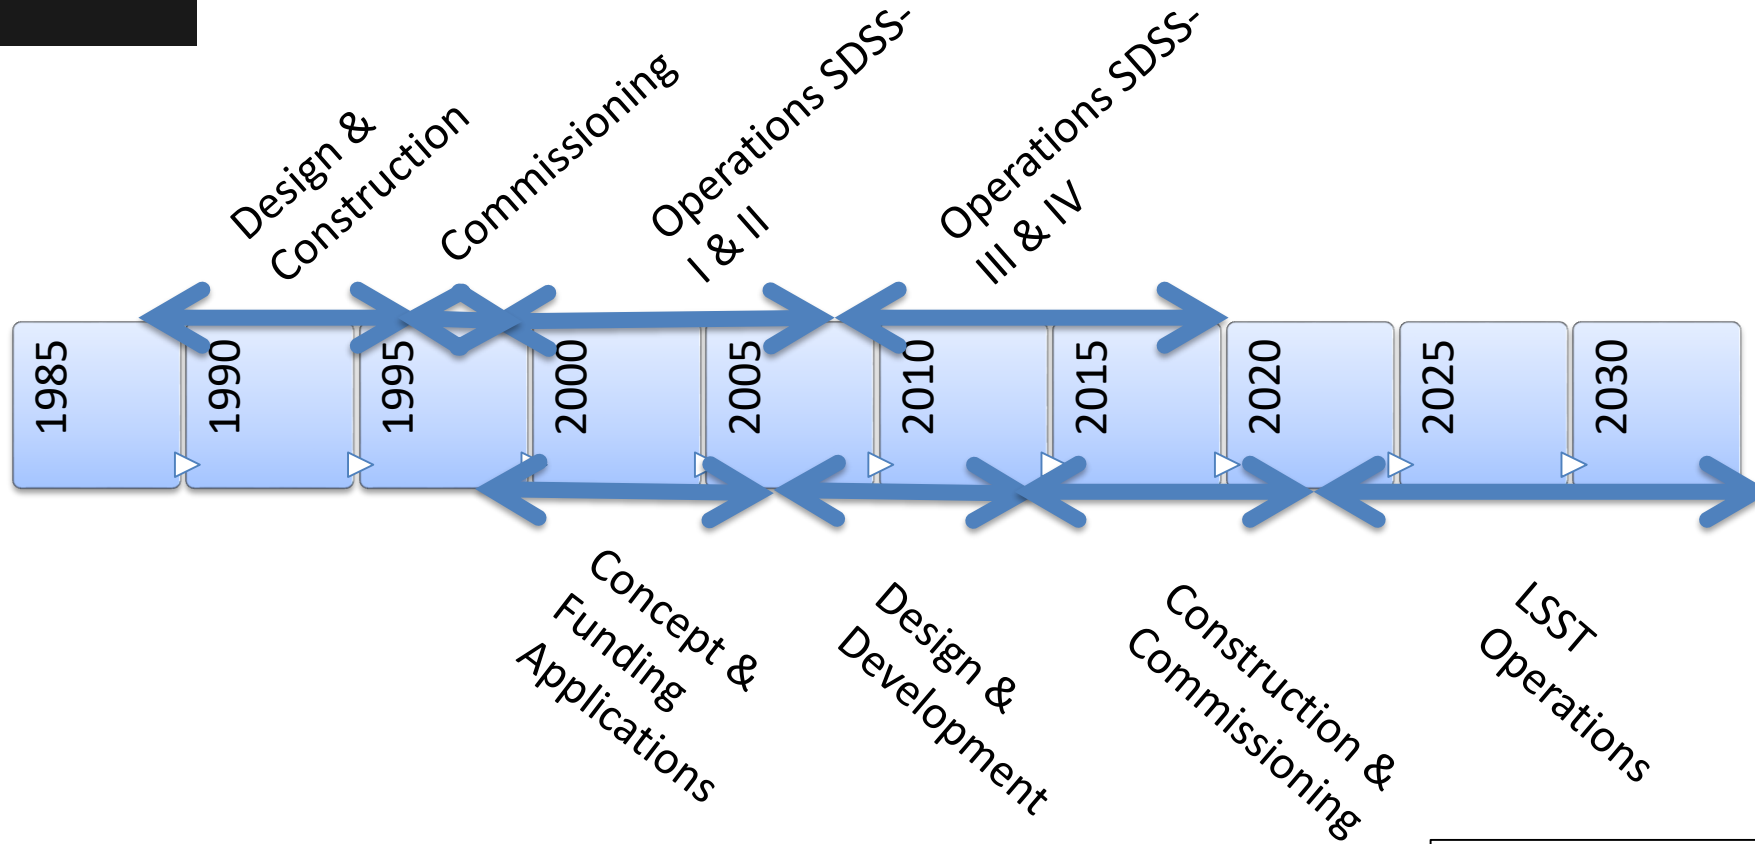 Design &
Construction
Commissioning
Operations SDSS-
I & II
Operations SDSS-
III & IV
1985
1990
1995
2000
2005
2010
2015
2020
2025
2030
Concept &
Funding
Applications
Design &
Development
Construction &
Commissioning
LSST
Operations